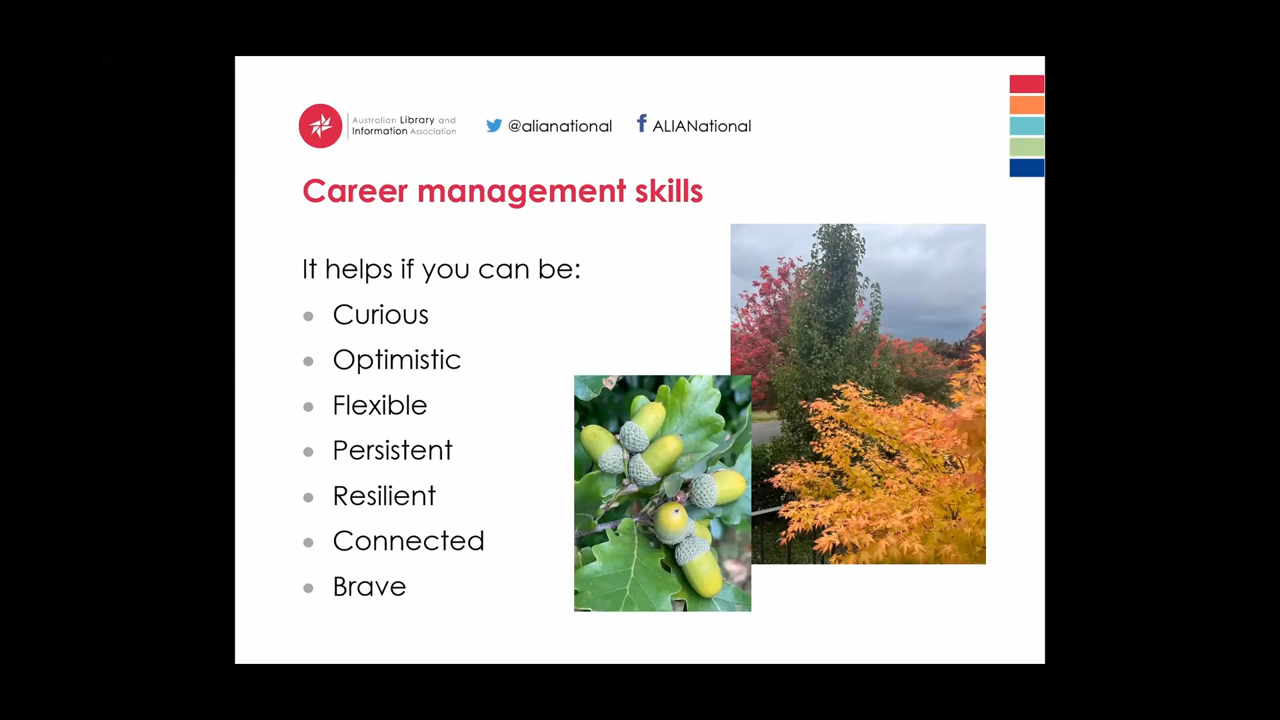 Australian Library and
Information Association
@alianational
ALIANational
Career management skills
It helps if you can be:
Curious
Optimistic
Flexible
Persistent
Resilient
Connected
Brave